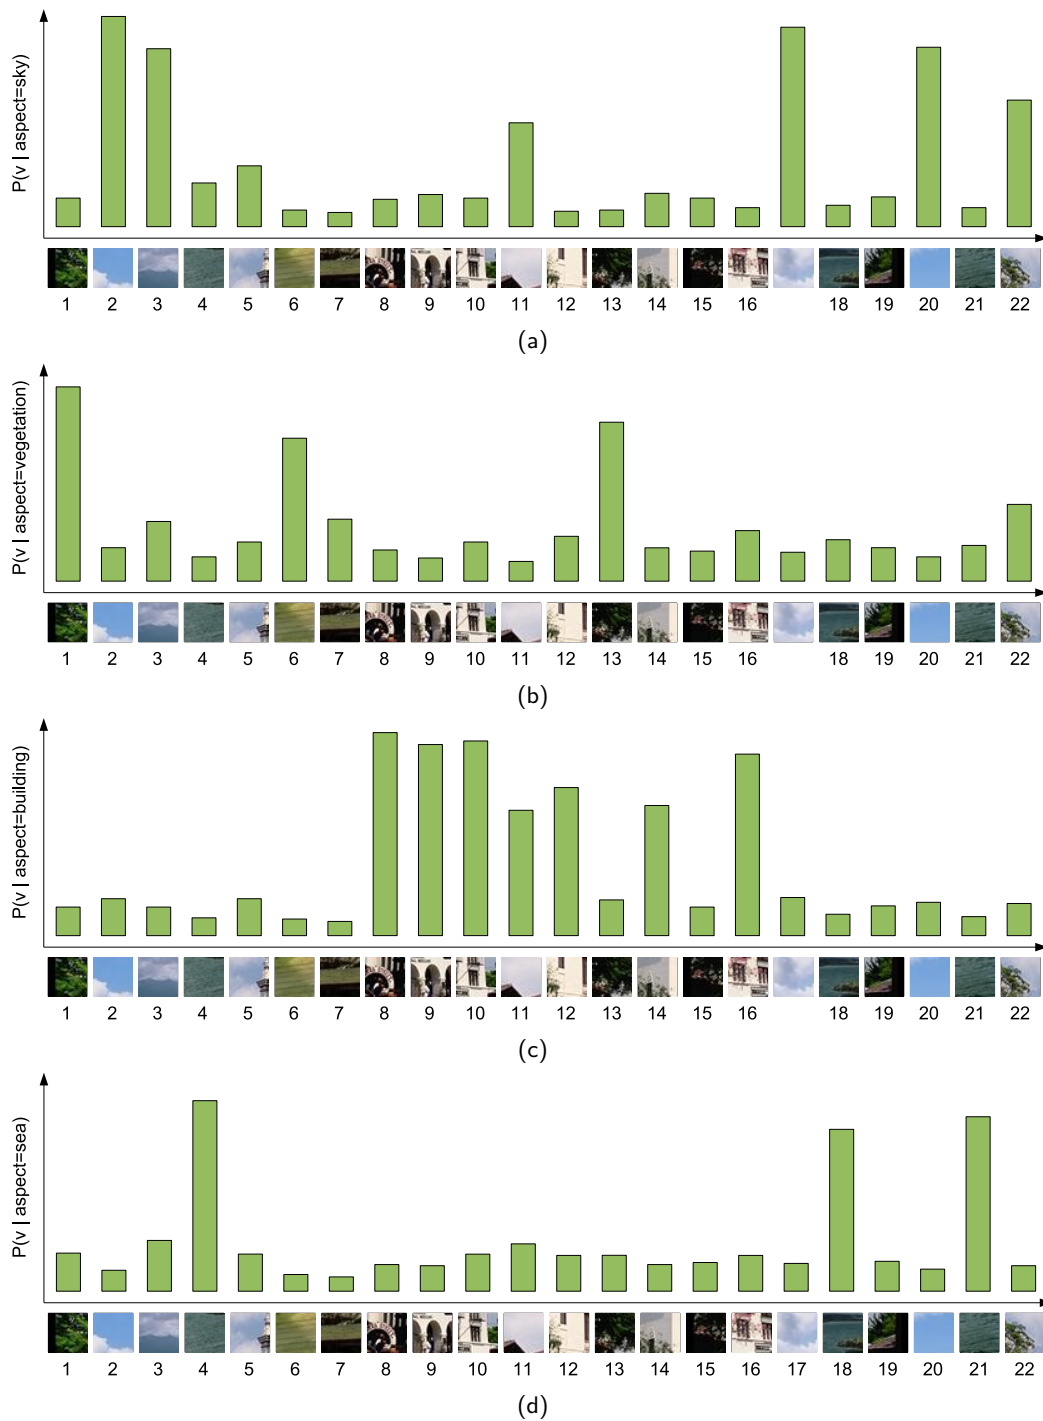 P(v | aspect=sky)
1 2 3 4 5 6 7 8 9 10 11 12 13 14 15 16 18 19 20 21 22
(a)
P(v | aspect=vegetation)
1 2 3 4 5 6 7 8 9 10 11 12 13 14 15 16 18 19 20 21 22
(b)
P(v | aspect=building)
1 2 3 4 5 6 7 8 9 10 11 12 13 14 15 16 18 19 20 21 22
(c)
P(v | aspect=sea)
1 2 3 4 5 6 7 8 9 10 11 12 13 14 15 16 17 18 19 20 21 22
(d)